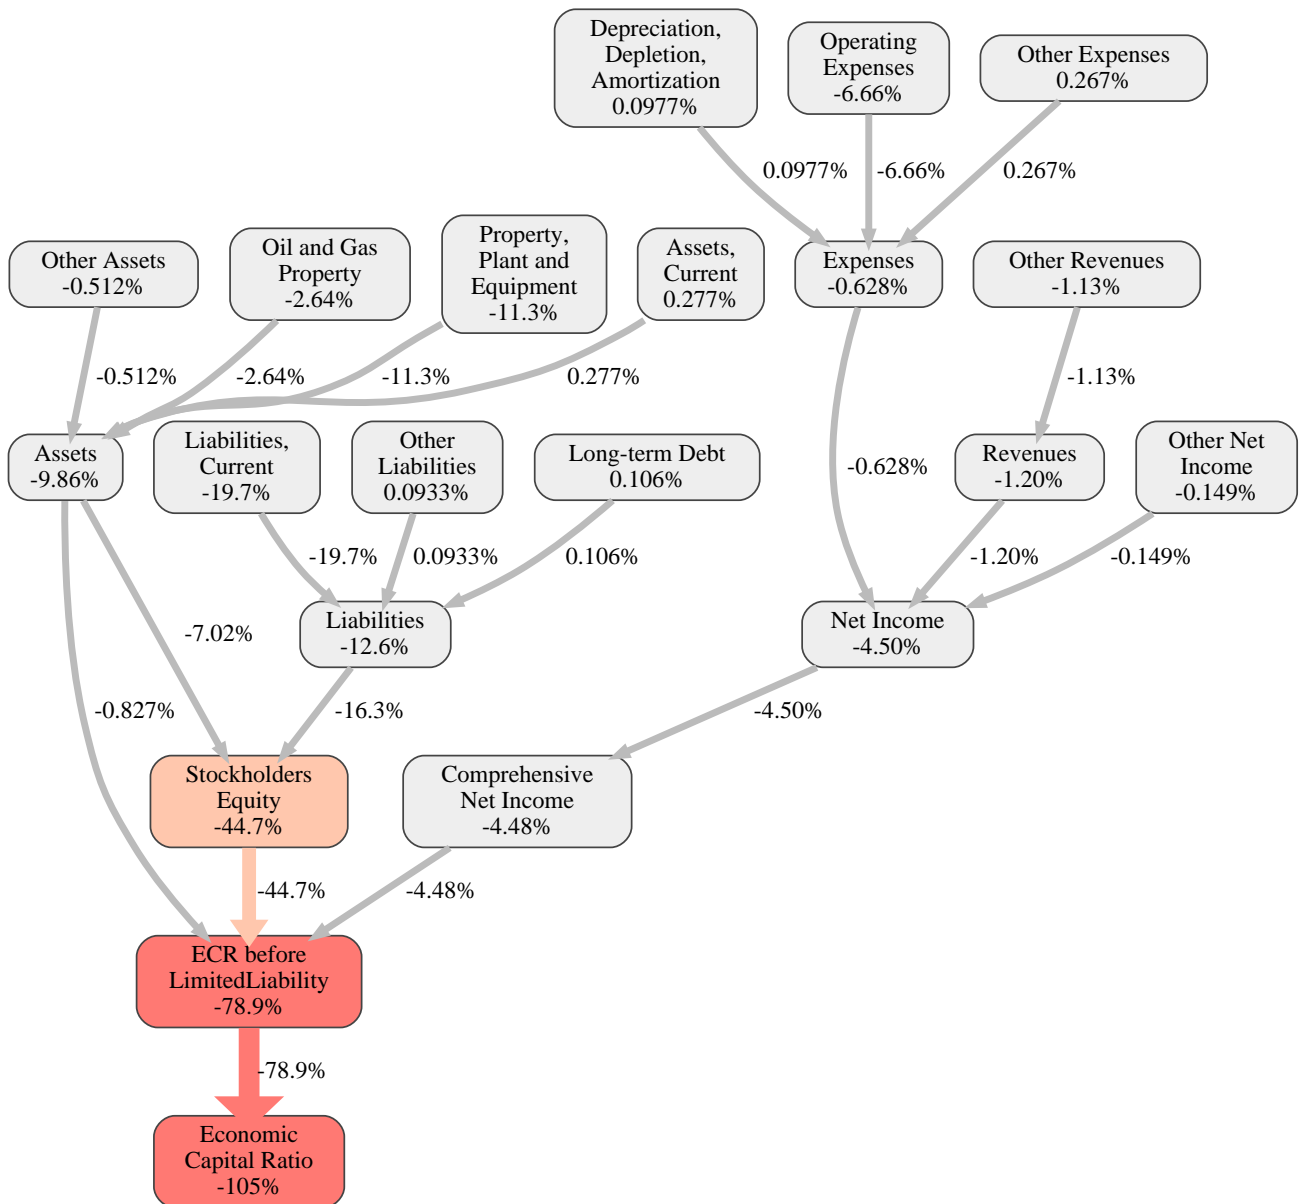 Depreciation,
Depletion,
Amortization
0.0977%
Operating
Expenses
-6.66%
Other Expenses
0.267%
0.0977%
-6.66%
0.267%
Other Assets
-0.512%
Oil and Gas
Property
-2.64%
Property,
Plant and
Equipment
-11.3%
Assets,
Current
0.277%
Expenses
-0.628%
Other Revenues
-1.13%
-0.512%
-2.64%
-11.3%
0.277%
-1.13%
Assets
-9.86%
Liabilities,
Current
-19.7%
Other
Liabilities
0.0933%
Long-term Debt
0.106%
-0.628%
Revenues
-1.20%
Other Net
Income
-0.149%
-19.7%
0.0933%
0.106%
-1.20%
-0.149%
-7.02%
Liabilities
-12.6%
Net Income
-4.50%
-0.827%
-16.3%
-4.50%
Stockholders
Equity
-44.7%
Comprehensive
Net Income
-4.48%
-44.7%
-4.48%
ECR before
LimitedLiability
-78.9%
-78.9%
Economic
Capital Ratio
-105%